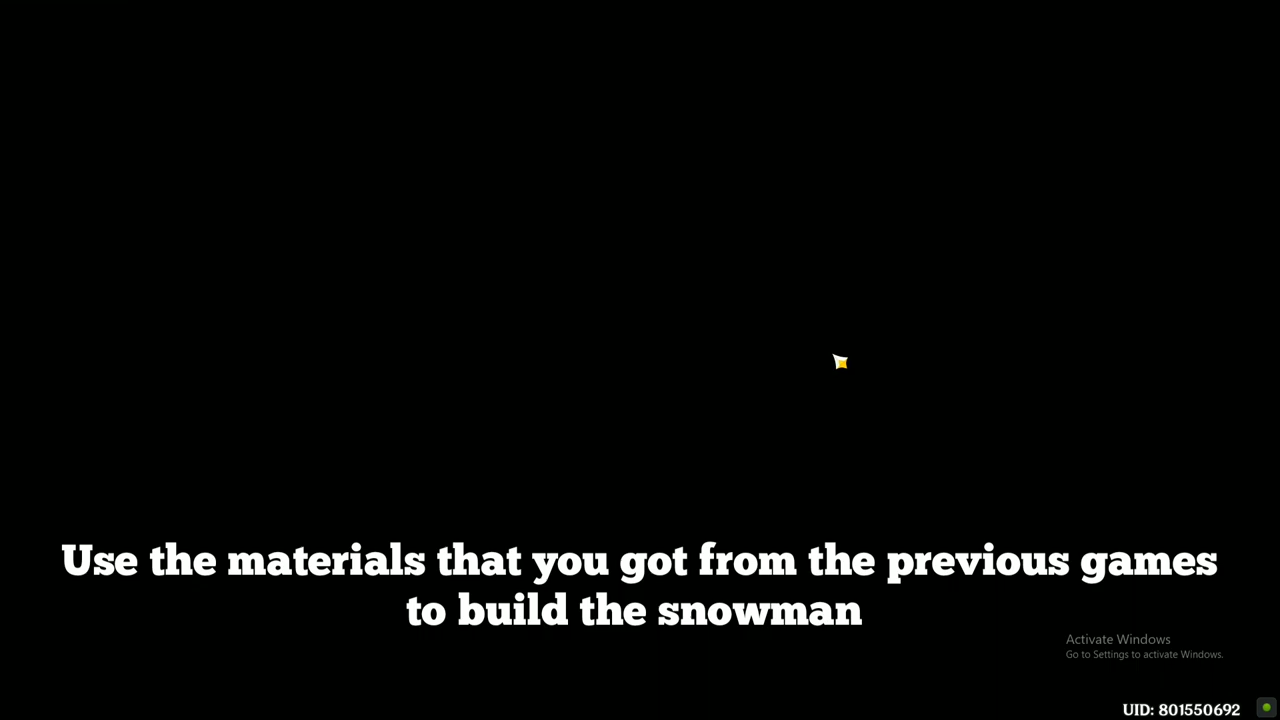 Use the materials that you got from the previous games
to build the snowman
Activate Windows
Go to Settings to activate Windows.
UID: 801550692